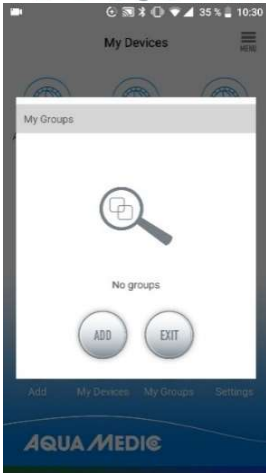 35 % 10:30
My Devices
MENU
My Groups
No groups
ADD EXIT
Add My Devices My Groups Settings
AQUA MEDIC